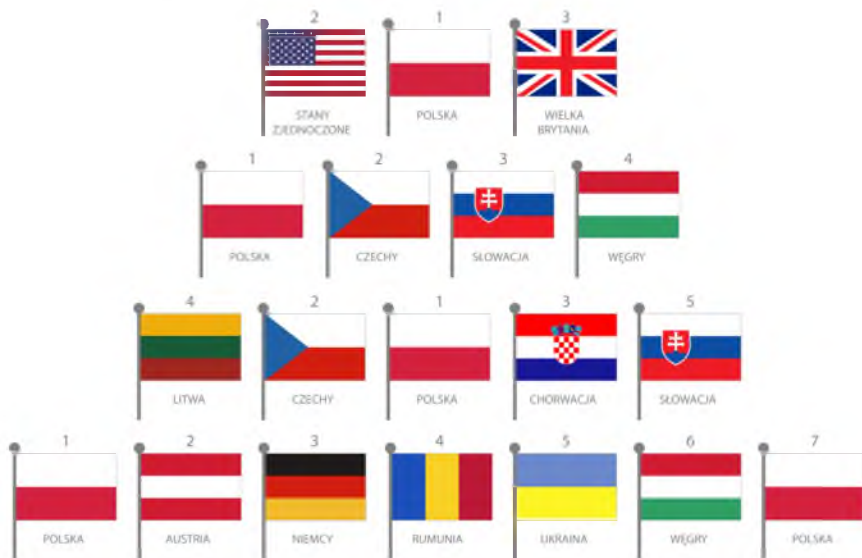 2 1 3
STANY ZJEDNOCZONE POLSKA WIELKA BRYTANIA
1 2 3 4
POLSKA CZECHY SŁOWACJA WĘGRY
4 2 1 3 5
LITWA CZECHY POLSKA CHORWACJA SŁOWACJA
1 2 3 4 5 6 7
POLSKA AUSTRIA NIEMCY RUMUNIA UKRAINA WĘGRY POLSKA